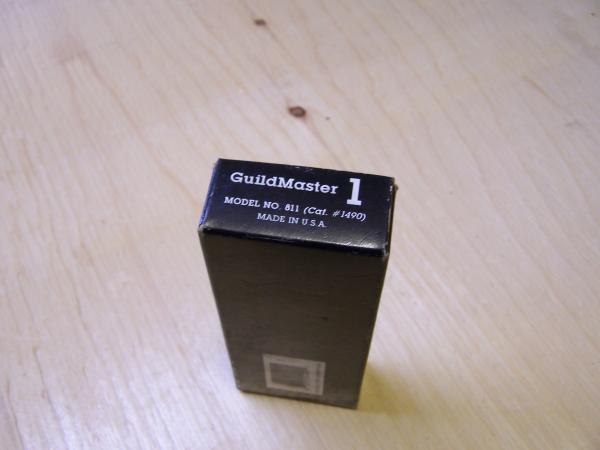 GuildMaster 1
MODEL NO. 811 (Cat. #1490)
MADE IN U.S.A.